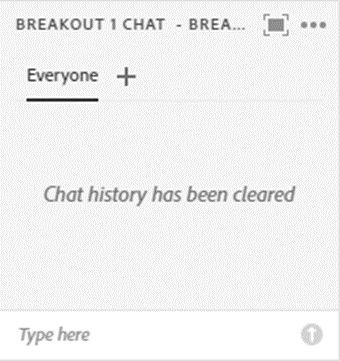 BREAKOUT 1 CHAT - BREA...
Everyone
Chat history has been cleared
Type here